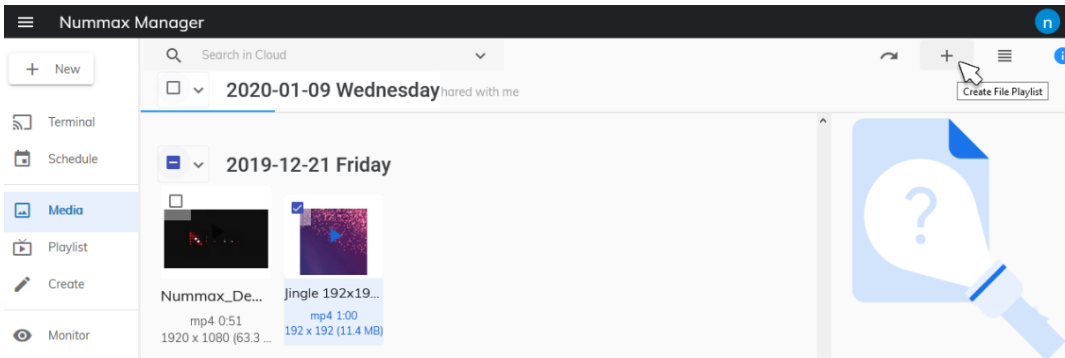 Nummax Manager
n
New
Search in Cloud
Create File Playlist
2020-01-09 Wednesday
hared with me
Terminal
Schedule
Media
Playlist
Create
Monitor
2019-12-21 Friday
Nummax_De...
mp4 0:51
1920 x 1080 (63.3 ...
Jingle 192x19...
mp4 1:00
192 x 192 (11.4 MB)
?
i